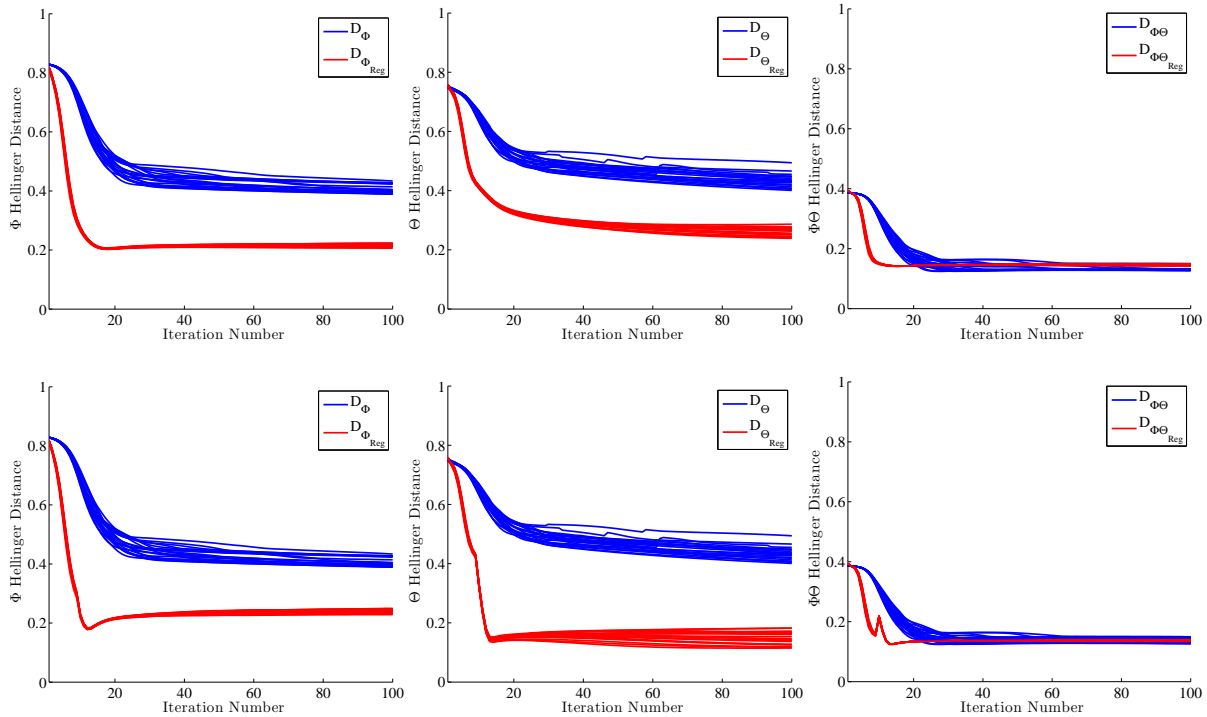 1
0.8
0.6
0.4
0.2
0
20
40
60
80
100
Φ Hellinger Distance
Iteration Number
D_Φ
D_Φ_Reg
1
0.8
0.6
0.4
0.2
0
20
40
60
80
100
Θ Hellinger Distance
Iteration Number
D_Θ
D_Θ_Reg
1
0.8
0.6
0.4
0.2
0
20
40
60
80
100
ΦΘ Hellinger Distance
Iteration Number
D_ΦΘ
D_ΦΘ_Reg
1
0.8
0.6
0.4
0.2
0
20
40
60
80
100
Φ Hellinger Distance
Iteration Number
D_Φ
D_Φ_Reg
1
0.8
0.6
0.4
0.2
0
20
40
60
80
100
Θ Hellinger Distance
Iteration Number
D_Θ
D_Θ_Reg
1
0.8
0.6
0.4
0.2
0
20
40
60
80
100
ΦΘ Hellinger Distance
Iteration Number
D_ΦΘ
D_ΦΘ_Reg